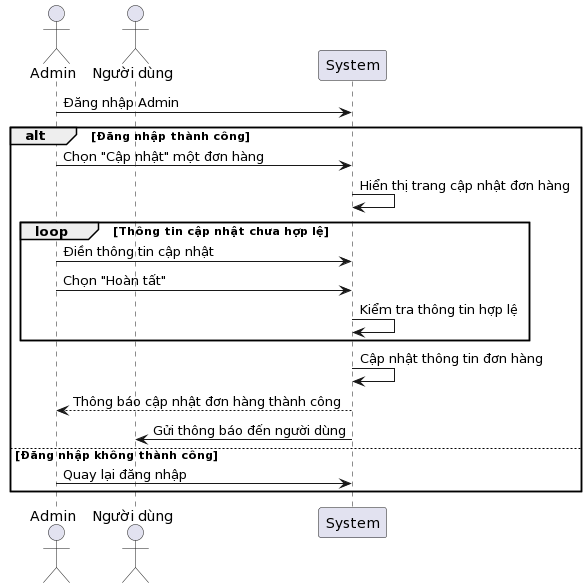 Admin
Người dùng
System
Đăng nhập Admin
alt
[Đăng nhập thành công]
Chọn "Cập nhật" một đơn hàng
Hiển thị trang cập nhật đơn hàng
loop
[Thông tin cập nhật chưa hợp lệ]
Điền thông tin cập nhật
Chọn "Hoàn tất"
Kiểm tra thông tin hợp lệ
Cập nhật thông tin đơn hàng
Thông báo cập nhật đơn hàng thành công
Gửi thông báo đến người dùng
[Đăng nhập không thành công]
Quay lại đăng nhập
Admin
Người dùng
System